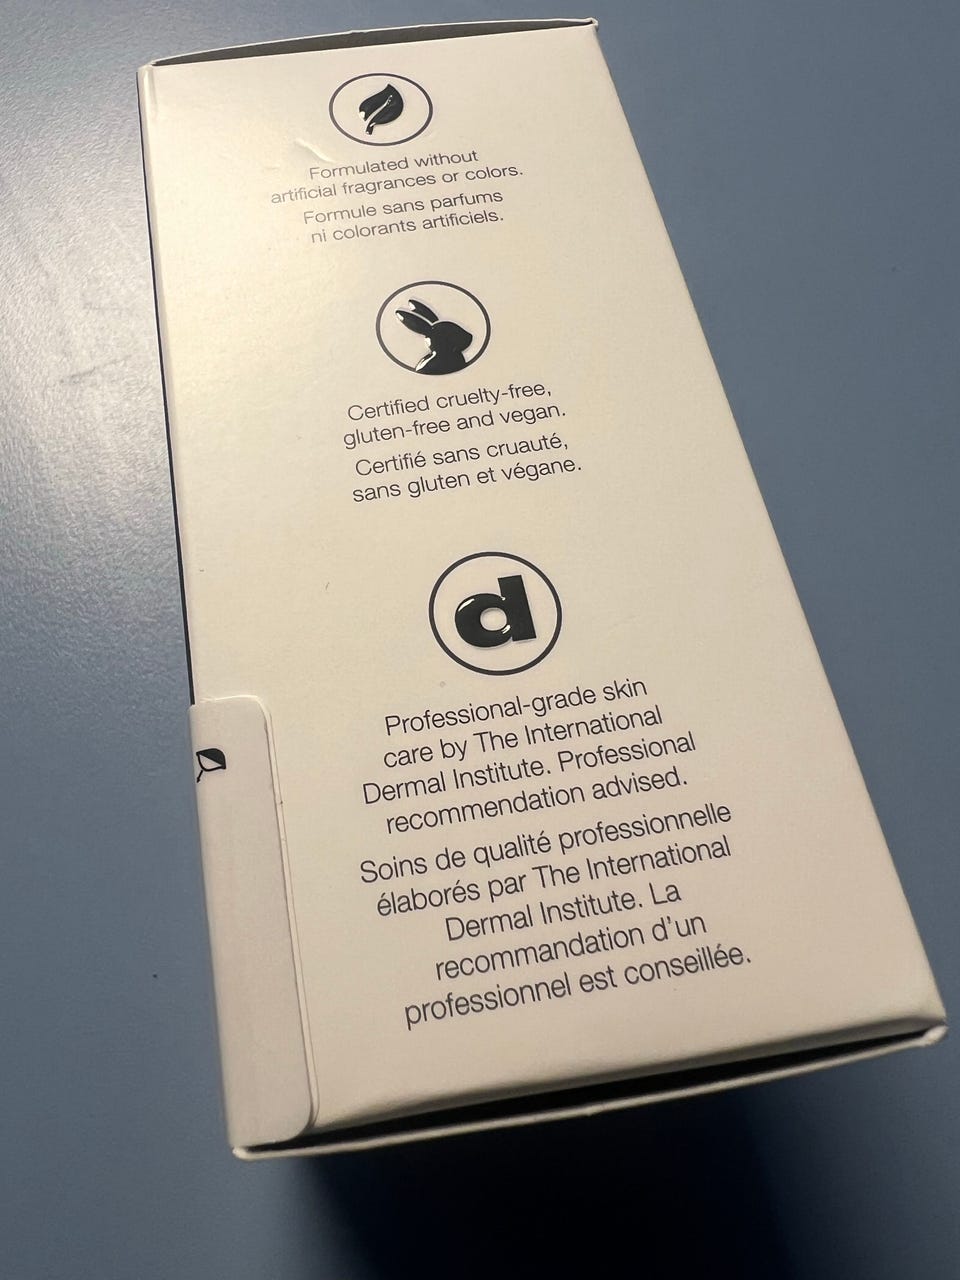 Formulated without
artificial fragrances or colors.
Formule sans parfums
ni colorants artificiels.
Certified cruelty-free,
gluten-free and vegan.
Certifié sans cruauté,
sans gluten et végane.
d
Professional-grade skin
care by The International
Dermal Institute. Professional
recommendation advised.
Soins de qualité professionnelle
élaborés par The International
Dermal Institute. La
recommandation d'un
professionnel est conseillée.